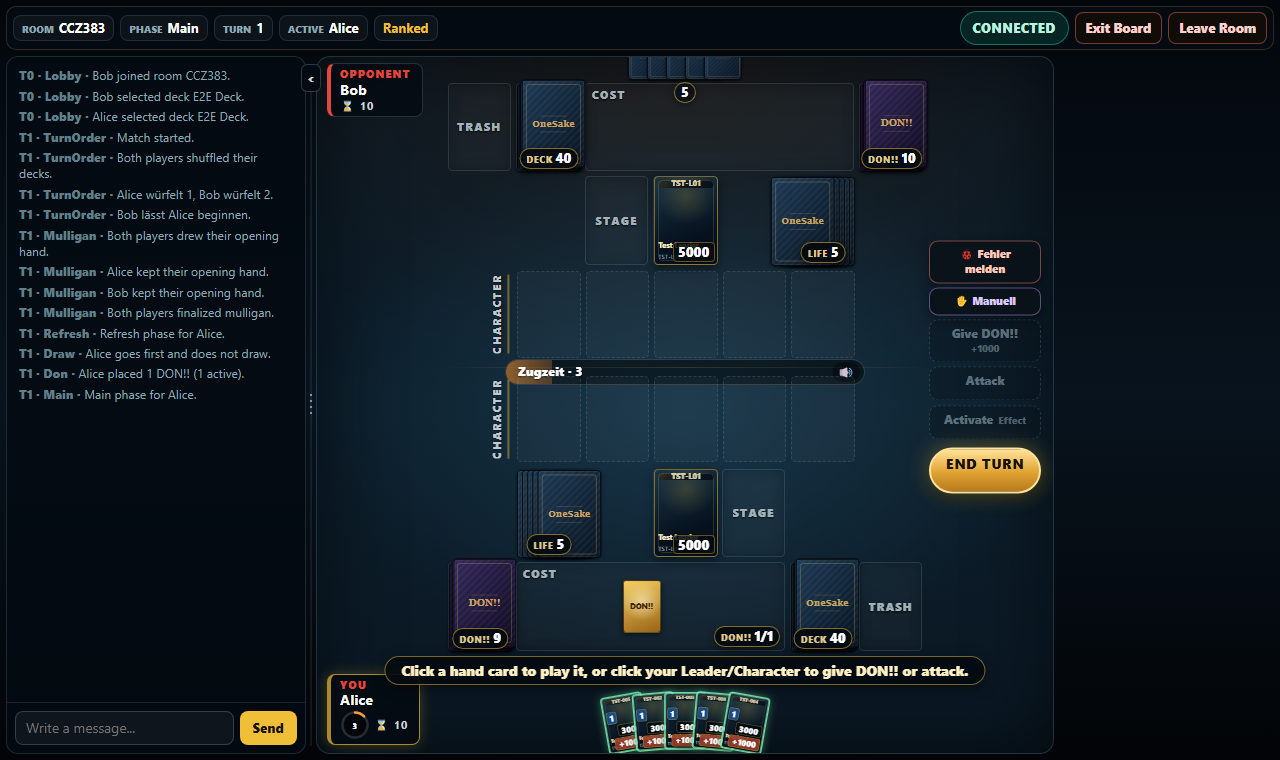 ROOM CCZ383
PHASE Main
TURN 1
ACTIVE Alice
Ranked
CONNECTED
Exit Board
Leave Room
T0 · Lobby · Bob joined room CCZ383.
T0 · Lobby · Bob selected deck E2E Deck.
T0 · Lobby · Alice selected deck E2E Deck.
T1 · TurnOrder · Match started.
T1 · TurnOrder · Both players shuffled their
decks.
T1 · TurnOrder · Alice würfelt 1, Bob würfelt 2.
T1 · TurnOrder · Bob lässt Alice beginnen.
T1 · Mulligan · Both players drew their opening
hand.
T1 · Mulligan · Alice kept their opening hand.
T1 · Mulligan · Bob kept their opening hand.
T1 · Mulligan · Both players finalized mulligan.
T1 · Refresh · Refresh phase for Alice.
T1 · Draw · Alice goes first and does not draw.
T1 · Don · Alice placed 1 DON!! (1 active).
T1 · Main · Main phase for Alice.
Write a message...
Send
<
OPPONENT
Bob
10
5
TRASH
OneSake
DECK 40
COST
DON!!
DON!! 10
STAGE
TST-L01
Test
5000
OneSake
LIFE 5
CHARACTER
Zugzeit · 3
CHARACTER
Fehler
melden
Manuell
Give DON!!
+1000
Attack
Activate Effect
END TURN
OneSake
LIFE 5
TST-L01
Test
5000
STAGE
DON!!
DON!! 9
COST
DON!!
DON!! 1/1
OneSake
DECK 40
TRASH
Click a hand card to play it, or click your Leader/Character to give DON!! or attack.
YOU
Alice
3
10
1
1
1
1
1
3000
+1000